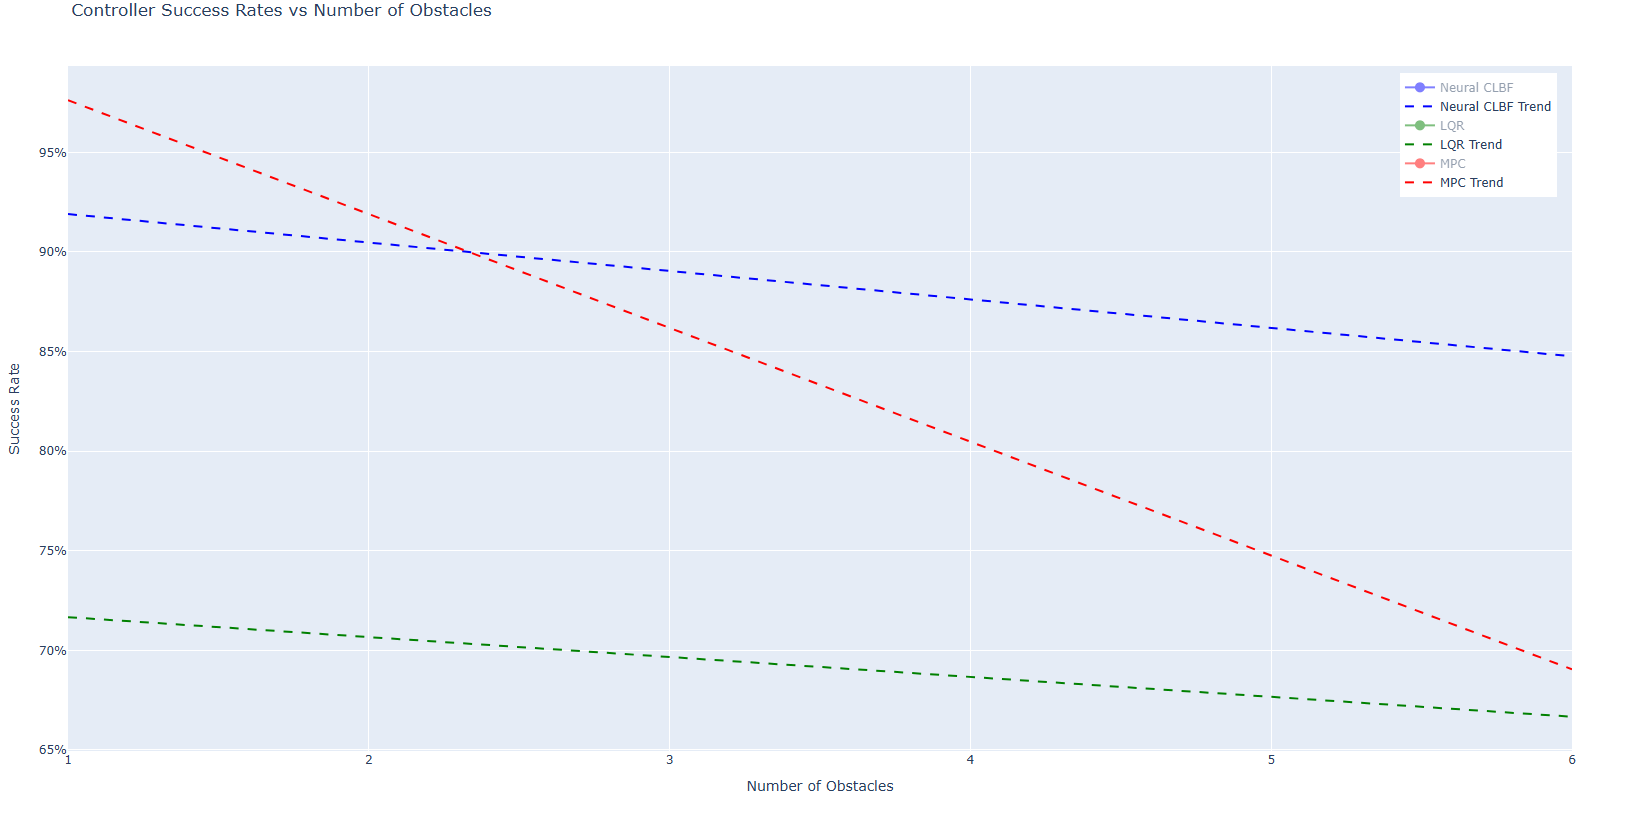 Controller Success Rates vs Number of Obstacles
Neural CLBF
Neural CLBF Trend
LQR
LQR Trend
MPC
MPC Trend
95%
90%
85%
80%
75%
70%
65%
Success Rate
1 2 3 4 5 6
Number of Obstacles